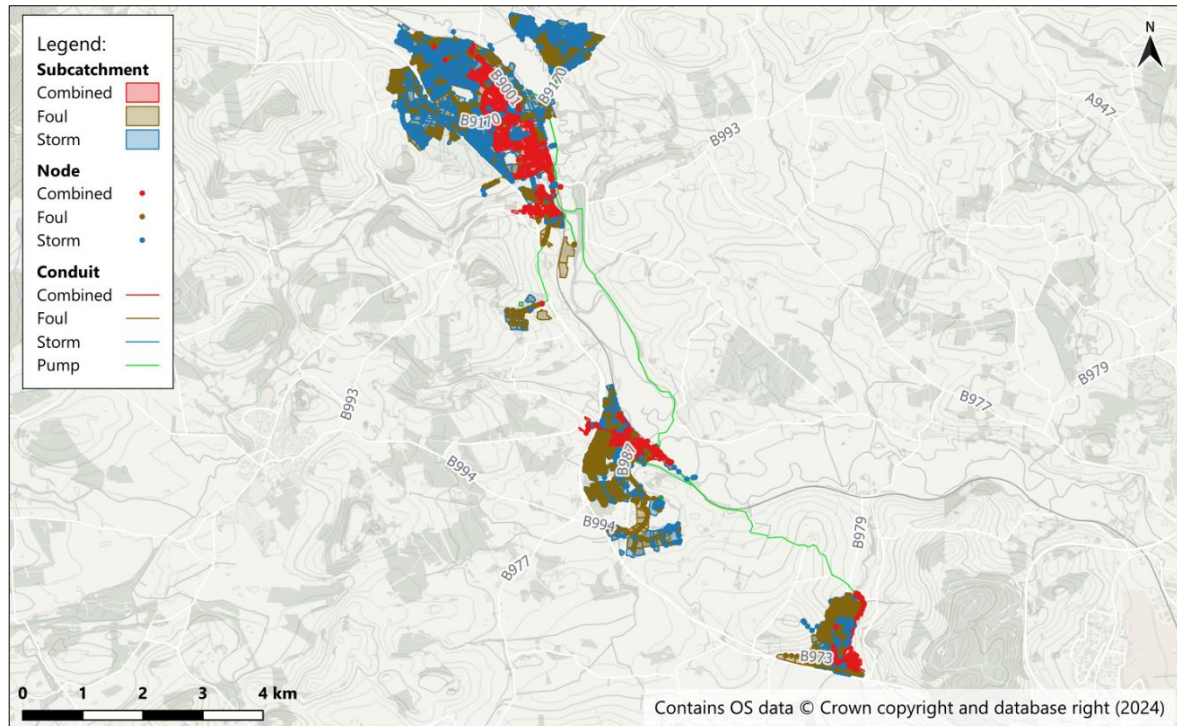 Legend:
Subcatchment
Combined
Foul
Storm
Node
Combined
Foul
Storm
Conduit
Combined
Foul
Storm
Pump
N
B9001
B9170
B9170
B993
A947
B993
B979
B977
B987
B994
B994
B977
B979
B973
0 1 2 3 4 km
Contains OS data © Crown copyright and database right (2024)